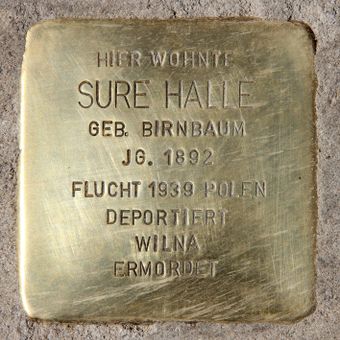 HIER WOHNTE
SURE HALLE
GEB. BIRNBAUM
JG. 1892
FLUCHT 1939 POLEN
DEPORTIERT
WILNA
ERMORDET